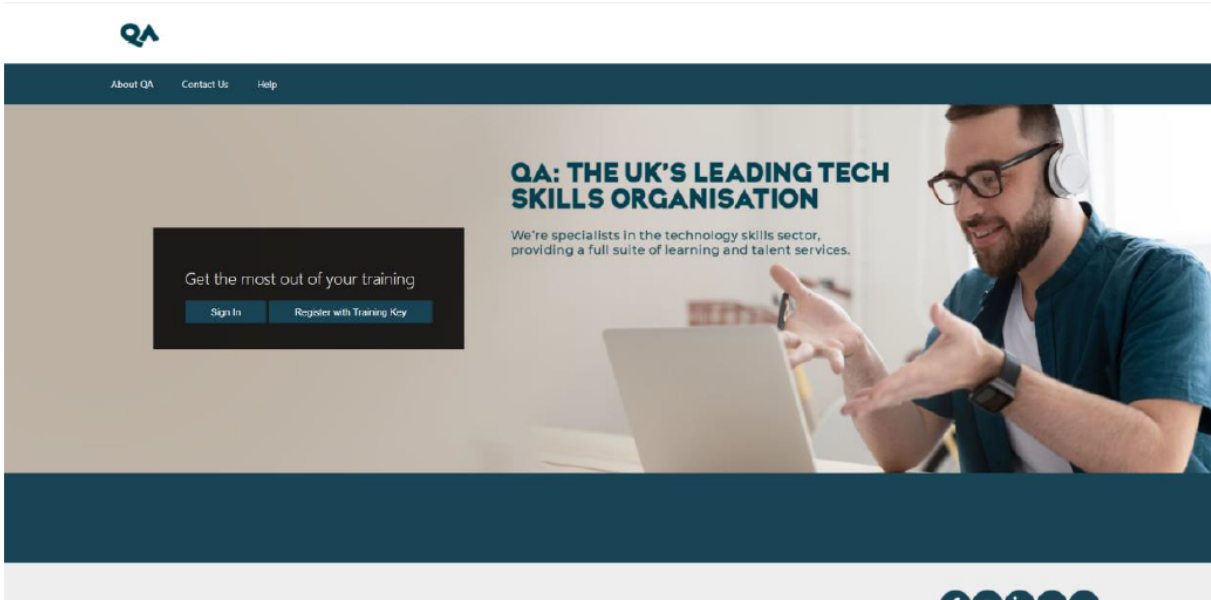 QA
About QA Contact Us Help
QA: THE UK'S LEADING TECH
SKILLS ORGANISATION
We're specialists in the technology skills sector,
providing a full suite of learning and talent services.
Get the most out of your training
Sign In Register with Training Key